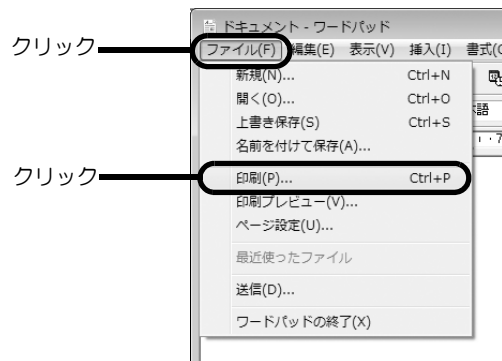 ドキュメント - ワードパッド
クリック
ファイル(F) 編集(E) 表示(V) 挿入(I) 書式(
新規(N)... Ctrl+N
開く(O)... Ctrl+O
上書き保存(S) Ctrl+S
名前を付けて保存(A)...
クリック
印刷(P)... Ctrl+P
印刷プレビュー(V)...
ページ設定(U)...
最近使ったファイル
送信(D)...
ワードパッドの終了(X)
語
7